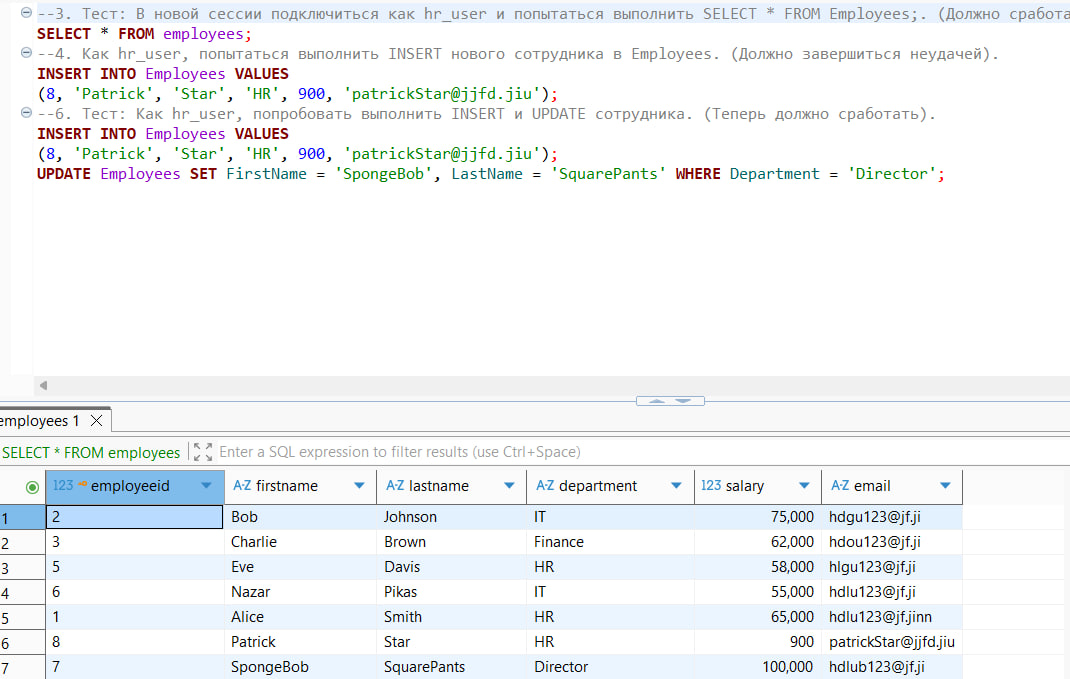 --3. Тест: В новой сессии подключиться как hr_user и попытаться выполнить SELECT * FROM Employees;. (Должно
SELECT * FROM employees;
--4. Как hr_user, попытаться выполнить INSERT нового сотрудника в Employees. (Должно завершиться неудачей).
INSERT INTO Employees VALUES
(8, 'Patrick', 'Star', 'HR', 900, 'patrickStar@jjfd.jiu');
--6. Тест: Как hr_user, попробовать выполнить INSERT и UPDATE сотрудника. (Теперь должно сработать).
INSERT INTO Employees VALUES
(8, 'Patrick', 'Star', 'HR', 900, 'patrickStar@jjfd.jiu');
UPDATE Employees SET FirstName = 'SpongeBob', LastName = 'SquarePants' WHERE Department = 'Director';
employees 1
SELECT * FROM employees Enter a SQL expression to filter results (use Ctrl+Space)
123 employeeid A-Z firstname A-Z lastname A-Z department 123 salary A-Z email
1 2 Bob Johnson IT 75,000 hdgu123@jf.ji
2 3 Charlie Brown Finance 62,000 hdou123@jf.ji
3 5 Eve Davis HR 58,000 hlgu123@jf.ji
4 6 Nazar Pikas IT 55,000 hdlu123@jf.ji
5 1 Alice Smith HR 65,000 hdlu123@jf.jinn
6 8 Patrick Star HR 900 patrickStar@jjfd.jiu
7 7 SpongeBob SquarePants Director 100,000 hdlub123@jf.ji